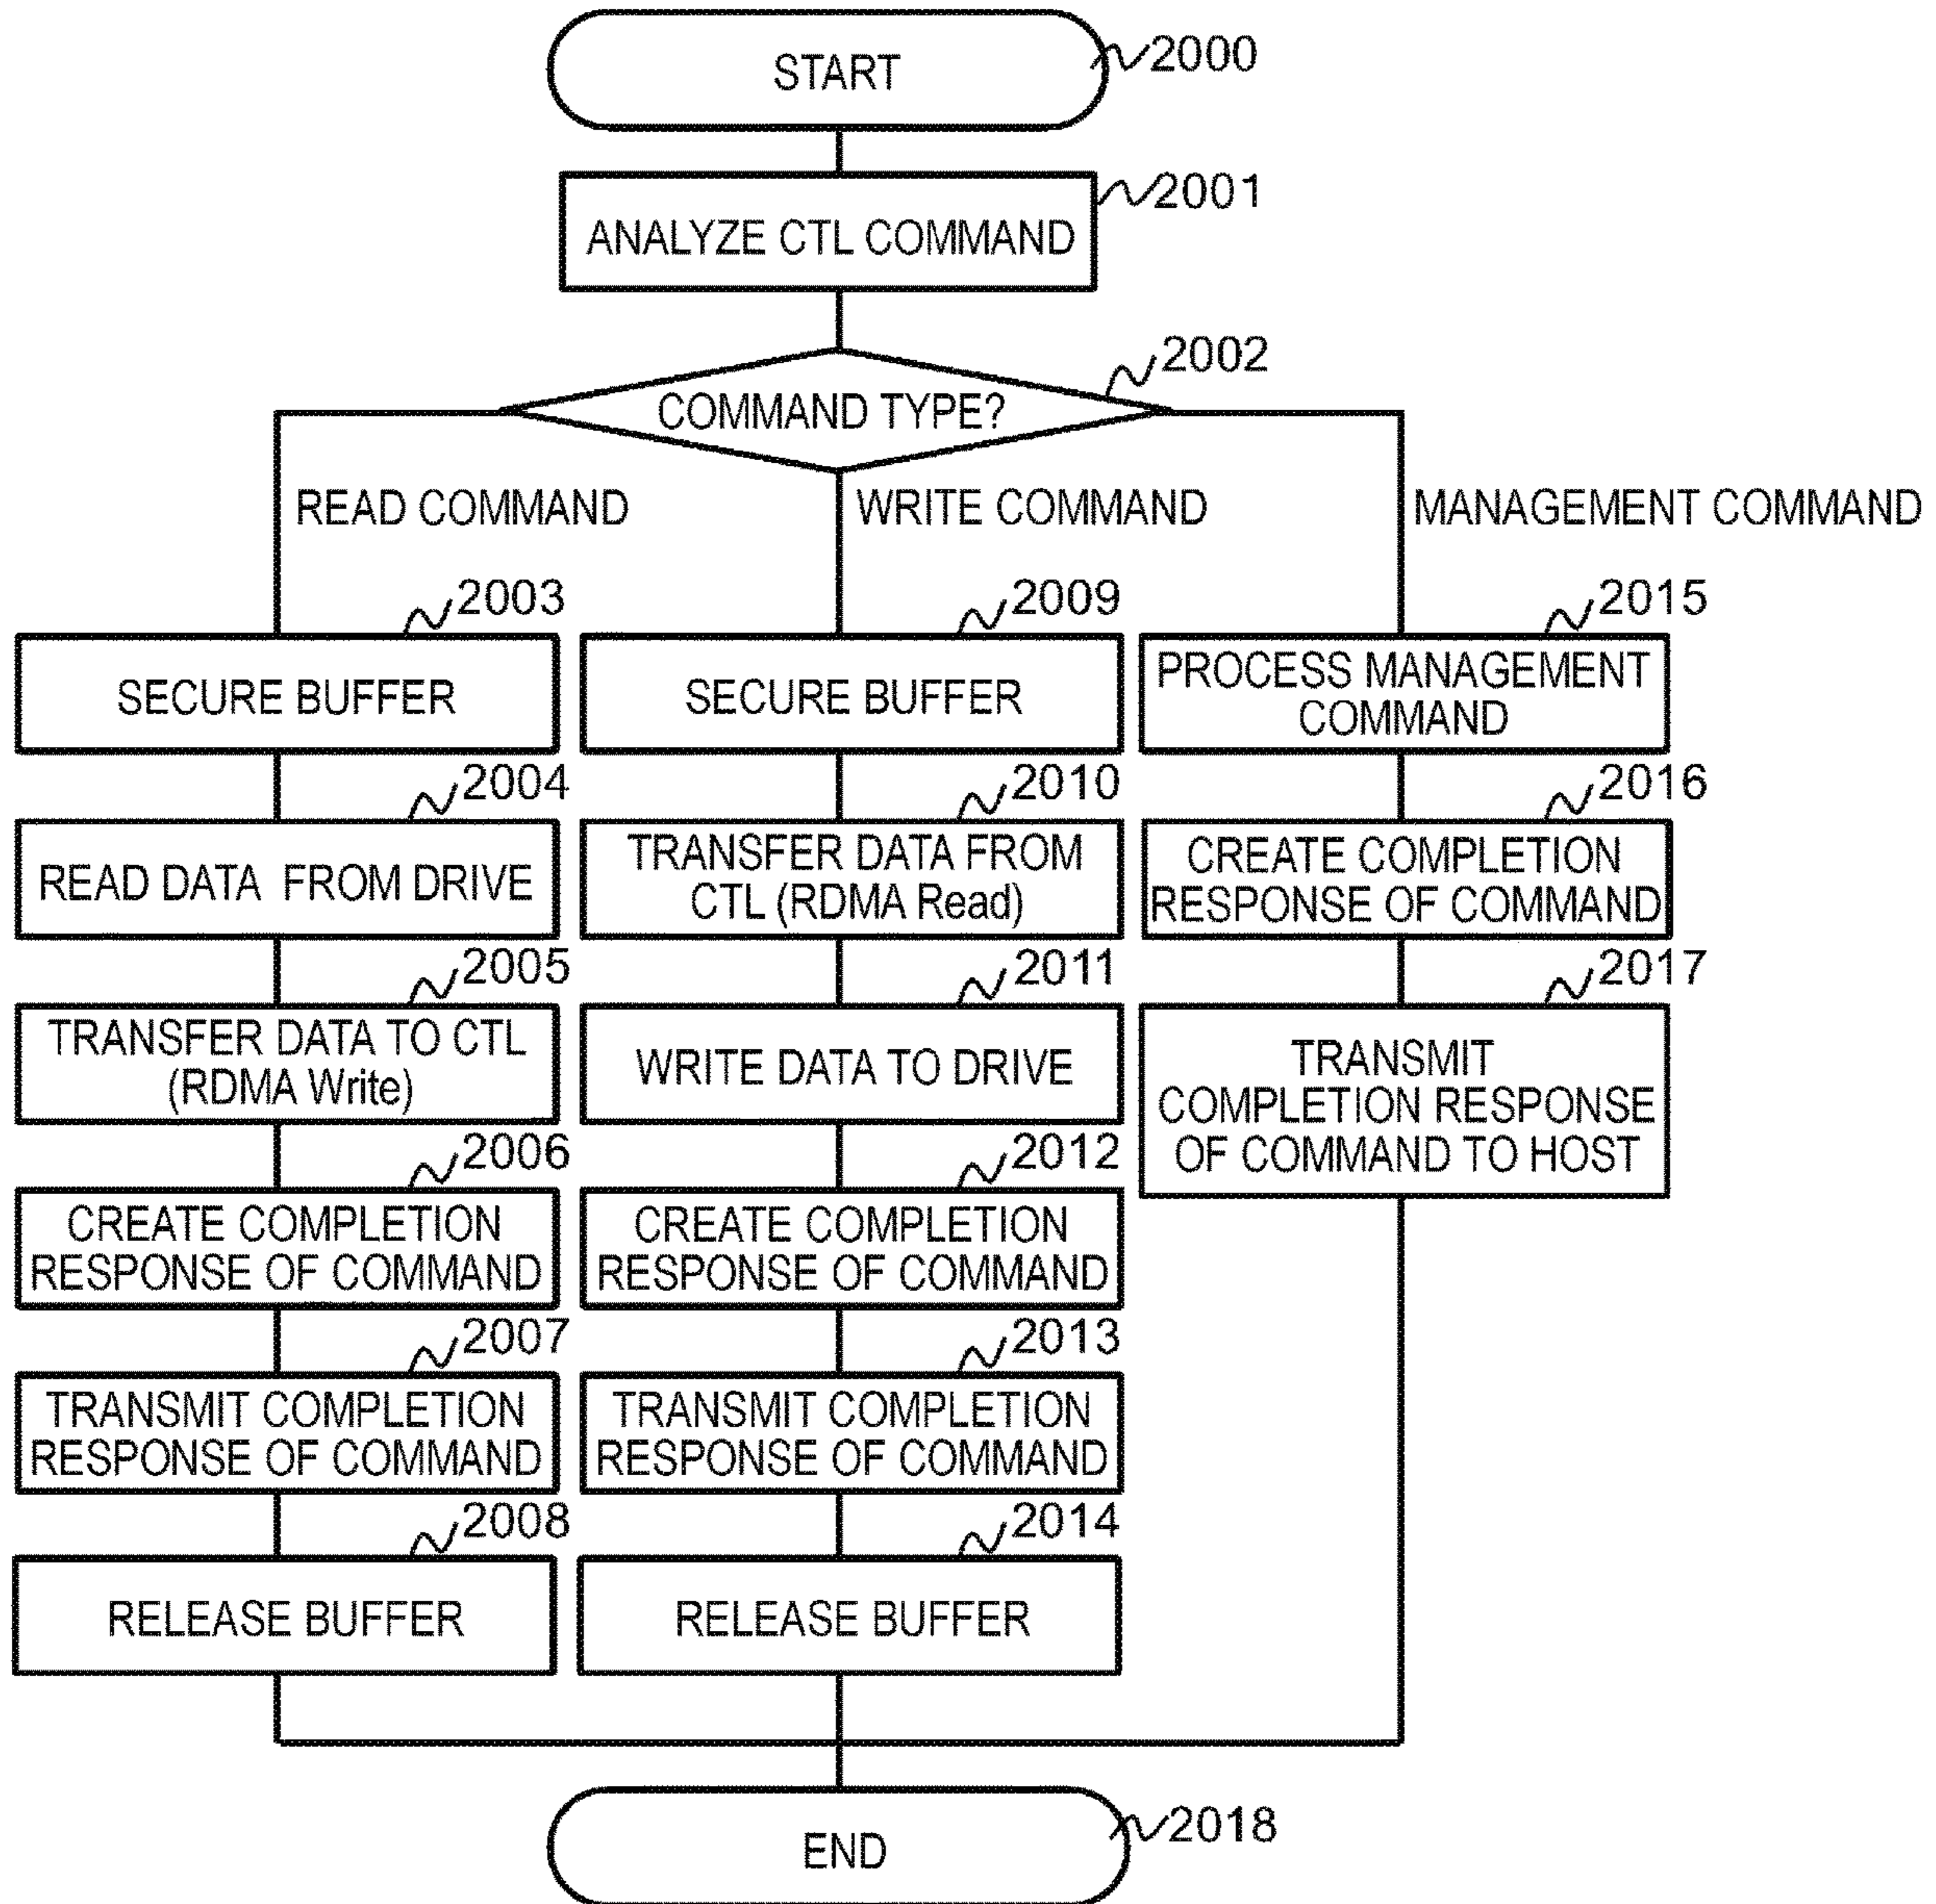 START
2000
2001
ANALYZE CTL COMMAND
2002
COMMAND TYPE?
READ COMMAND
WRITE COMMAND
MANAGEMENT COMMAND
2003
SECURE BUFFER
2004
READ DATA FROM DRIVE
2005
TRANSFER DATA TO CTL
(RDMA Write)
2006
CREATE COMPLETION
RESPONSE OF COMMAND
2007
TRANSMIT COMPLETION
RESPONSE OF COMMAND
2008
RELEASE BUFFER
2009
SECURE BUFFER
2010
TRANSFER DATA FROM
CTL (RDMA Read)
2011
WRITE DATA TO DRIVE
2012
CREATE COMPLETION
RESPONSE OF COMMAND
2013
TRANSMIT COMPLETION
RESPONSE OF COMMAND
2014
RELEASE BUFFER
2015
PROCESS MANAGEMENT
COMMAND
2016
CREATE COMPLETION
RESPONSE OF COMMAND
2017
TRANSMIT
COMPLETION RESPONSE
OF COMMAND TO HOST
END
2018